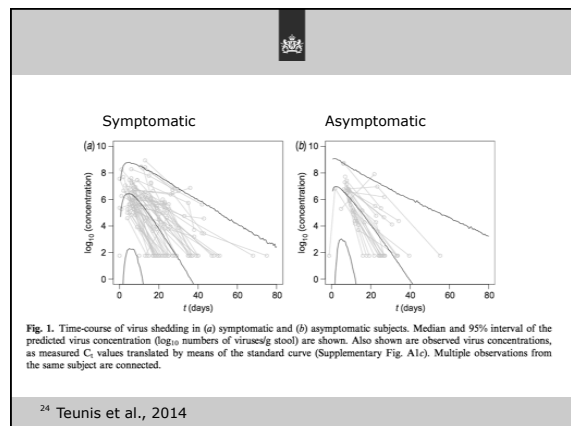 Symptomatic
Asymptomatic
(a) 10
8
6
4
2
0
log₁₀ (concentration)
0 20 40 60 80
t (days)
(b) 10
8
6
4
2
0
log₁₀ (concentration)
0 20 40 60 80
t (days)
Fig. 1. Time-course of virus shedding in (a) symptomatic and (b) asymptomatic subjects. Median and 95% interval of the
predicted virus concentration (log₁₀ numbers of viruses/g stool) are shown. Also shown are observed virus concentrations,
as measured Cₜ values translated by means of the standard curve (Supplementary Fig. A1c). Multiple observations from
the same subject are connected.
24 Teunis et al., 2014